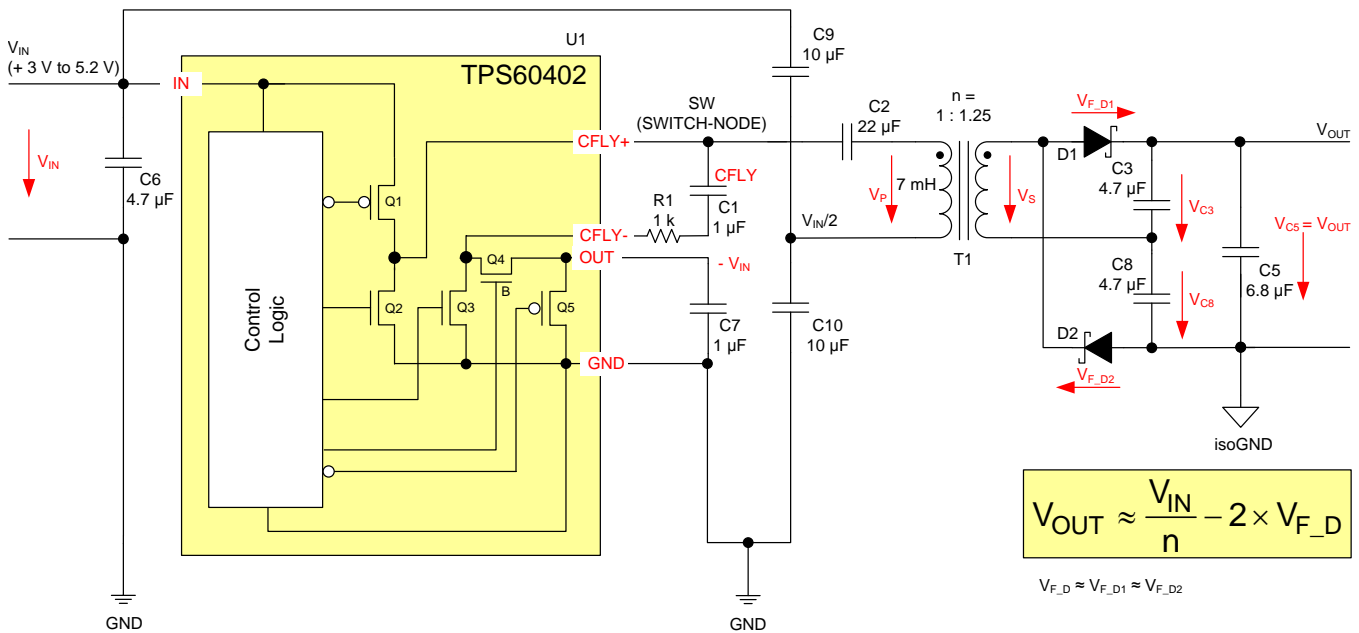 V_IN
(+ 3 V to 5.2 V)
V_IN
C6
4.7 µF
GND
U1
TPS60402
IN
Control
Logic
Q1
Q2
Q3
Q4
B
Q5
CFLY+
CFLY-
OUT
GND
SW
(SWITCH-NODE)
CFLY
C1
1 µF
R1
1 k
- V_IN
C7
1 µF
GND
C9
10 µF
V_IN/2
C10
10 µF
C2
22 µF
n =
1 : 1.25
V_P
7 mH
V_S
T1
V_F_D1
D1
C3
4.7 µF
V_C3
C8
4.7 µF
V_C8
D2
V_F_D2
V_OUT
C5
6.8 µF
V_C5 = V_OUT
isoGND
V_OUT ≈ V_IN / n − 2 × V_F_D
V_F_D ≈ V_F_D1 ≈ V_F_D2